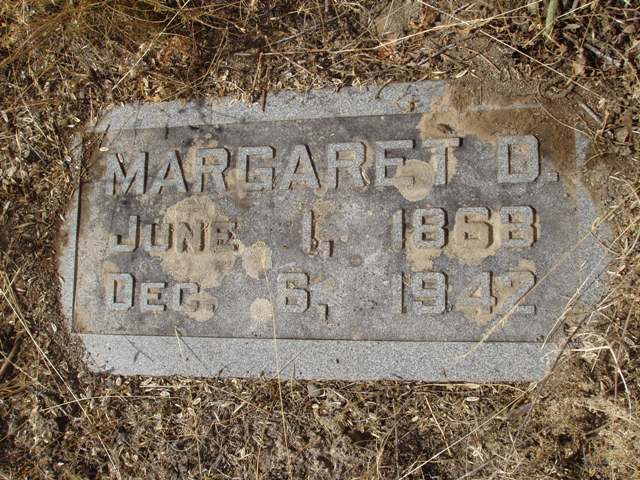 MARGARET D.
JUNE 1, 1868
DEC. 6, 1942